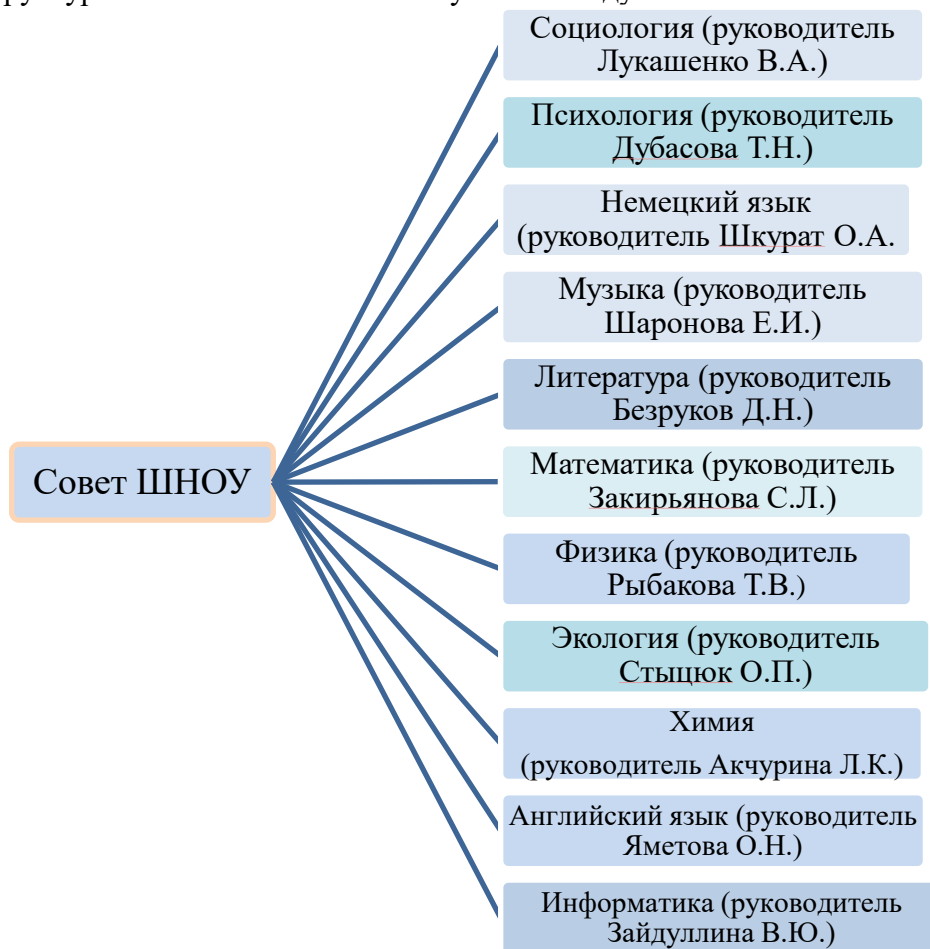 Социология (руководитель
Лукашенко В.А.)
Психология (руководитель
Дубасова Т.Н.)
Немецкий язык
(руководитель Шкурат О.А.
Музыка (руководитель
Шаронова Е.И.)
Литература (руководитель
Безруков Д.Н.)
Совет ШНОУ
Математика (руководитель
Закирьянова С.Л.)
Физика (руководитель
Рыбакова Т.В.)
Экология (руководитель
Стыцюк О.П.)
Химия
(руководитель Акчурина Л.К.)
Английский язык (руководитель
Яметова О.Н.)
Информатика (руководитель
Зайдуллина В.Ю.)